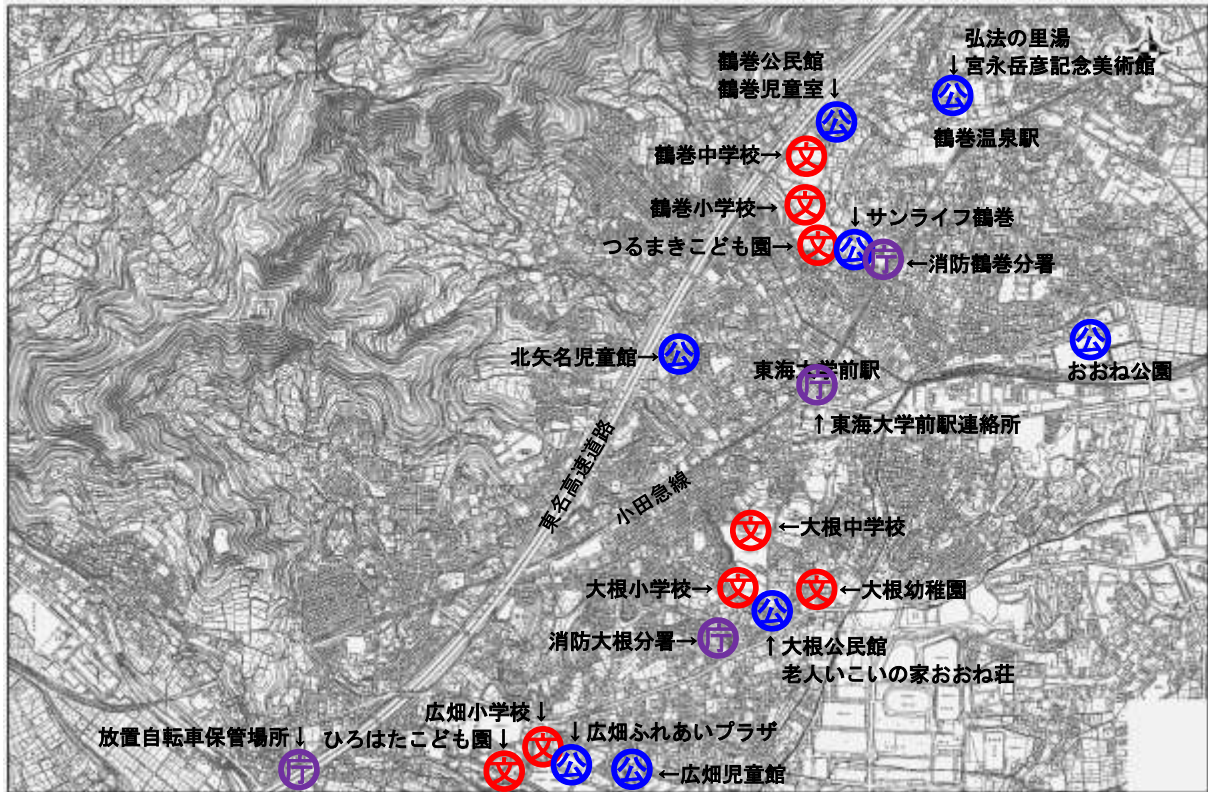 弘法の里湯
↓宮永岳彦記念美術館
公
鶴巻温泉駅
鶴巻公民館
鶴巻児童室↓
公
鶴巻中学校→
文
鶴巻小学校→
文
↓サンライフ鶴巻
つるまきこども園→
文
公
庁
←消防鶴巻分署
北矢名児童館→
公
公
おおね公園
東海大学前駅
庁
↑東海大学前駅連絡所
東名高速道路
小田急線
文
←大根中学校
大根小学校→
文
公
文
←大根幼稚園
消防大根分署→
庁
↑大根公民館
老人いこいの家おおね荘
広畑小学校↓
放置自転車保管場所↓
ひろはたこども園↓
↓広畑ふれあいプラザ
庁
文
文
公
公
←広畑児童館